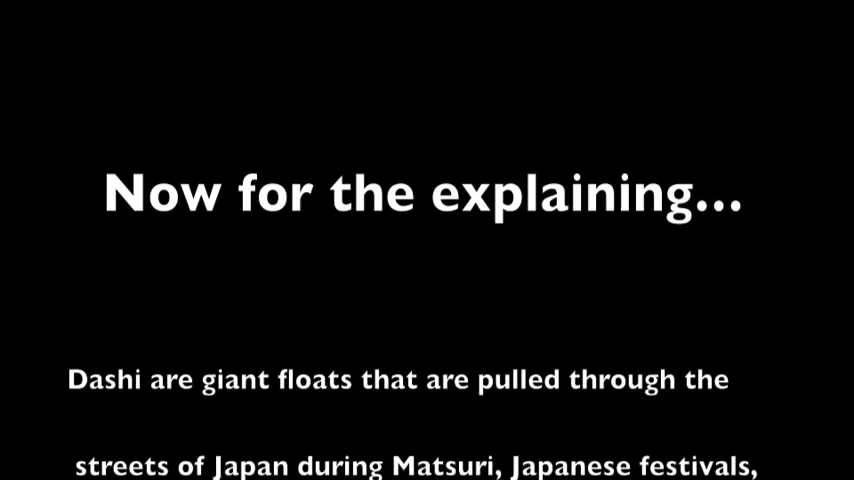 Now for the explaining...
Dashi are giant floats that are pulled through the
streets of Japan during Matsuri, Japanese festivals,